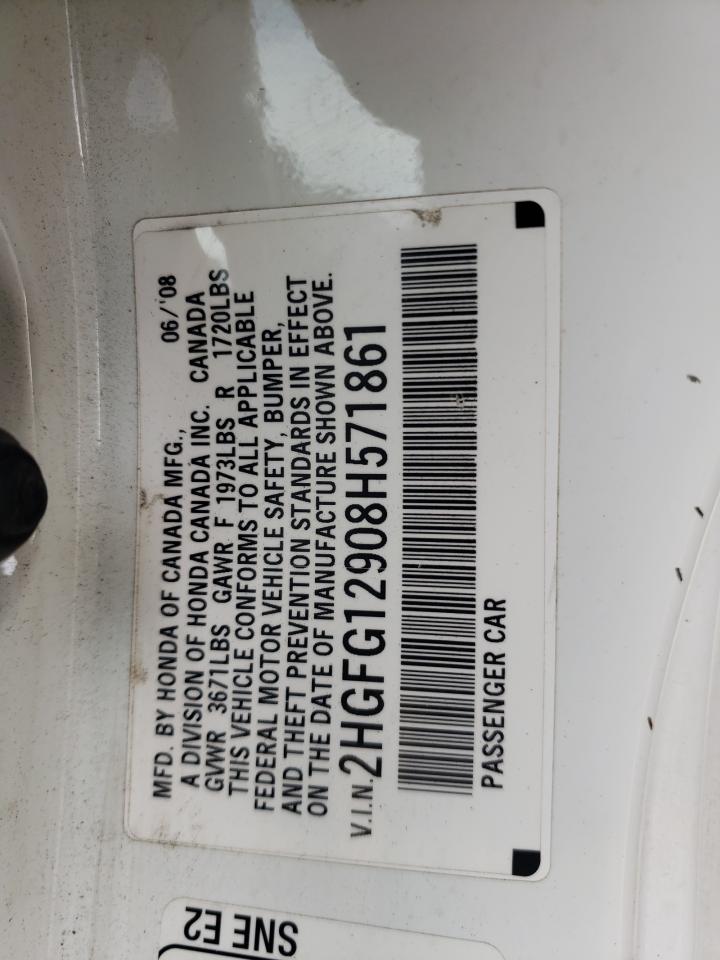 MFD. BY HONDA OF CANADA MFG., 06/'08
A DIVISION OF HONDA CANADA INC. CANADA
GVWR 3671LBS GAWR F 1973LBS R 1720LBS
THIS VEHICLE CONFORMS TO ALL APPLICABLE
FEDERAL MOTOR VEHICLE SAFETY, BUMPER,
AND THEFT PREVENTION STANDARDS IN EFFECT
ON THE DATE OF MANUFACTURE SHOWN ABOVE.
V.I.N. 2HGFG12908H571861
PASSENGER CAR
SNE E2